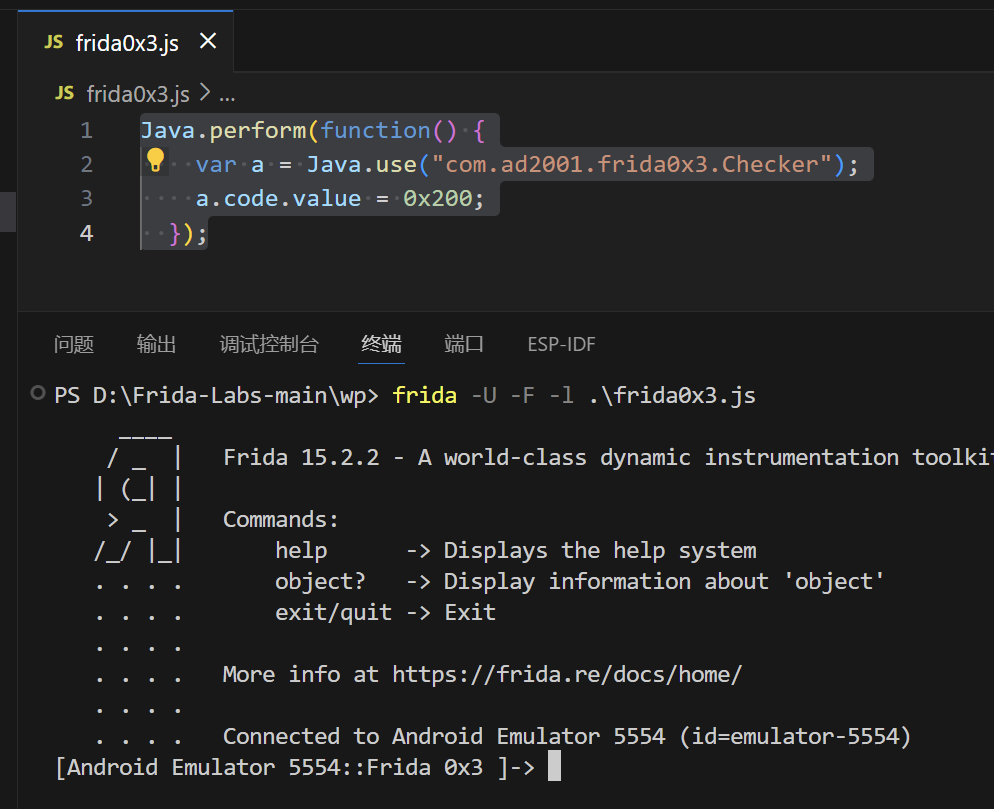 JS frida0x3.js ×
JS frida0x3.js > ...
1 Java.perform(function() {
2 var a = Java.use("com.ad2001.frida0x3.Checker");
3 a.code.value = 0x200;
4 });
问题 输出 调试控制台 终端 端口 ESP-IDF
PS D:\Frida-Labs-main\wp> frida -U -F -l .\frida0x3.js
____
/ _ | Frida 15.2.2 - A world-class dynamic instrumentation toolkit
| (_| |
> _ | Commands:
/_/ |_| help -> Displays the help system
. . . . object? -> Display information about 'object'
. . . . exit/quit -> Exit
. . . .
. . . . More info at https://frida.re/docs/home/
. . . .
. . . . Connected to Android Emulator 5554 (id=emulator-5554)
[Android Emulator 5554::Frida 0x3 ]->